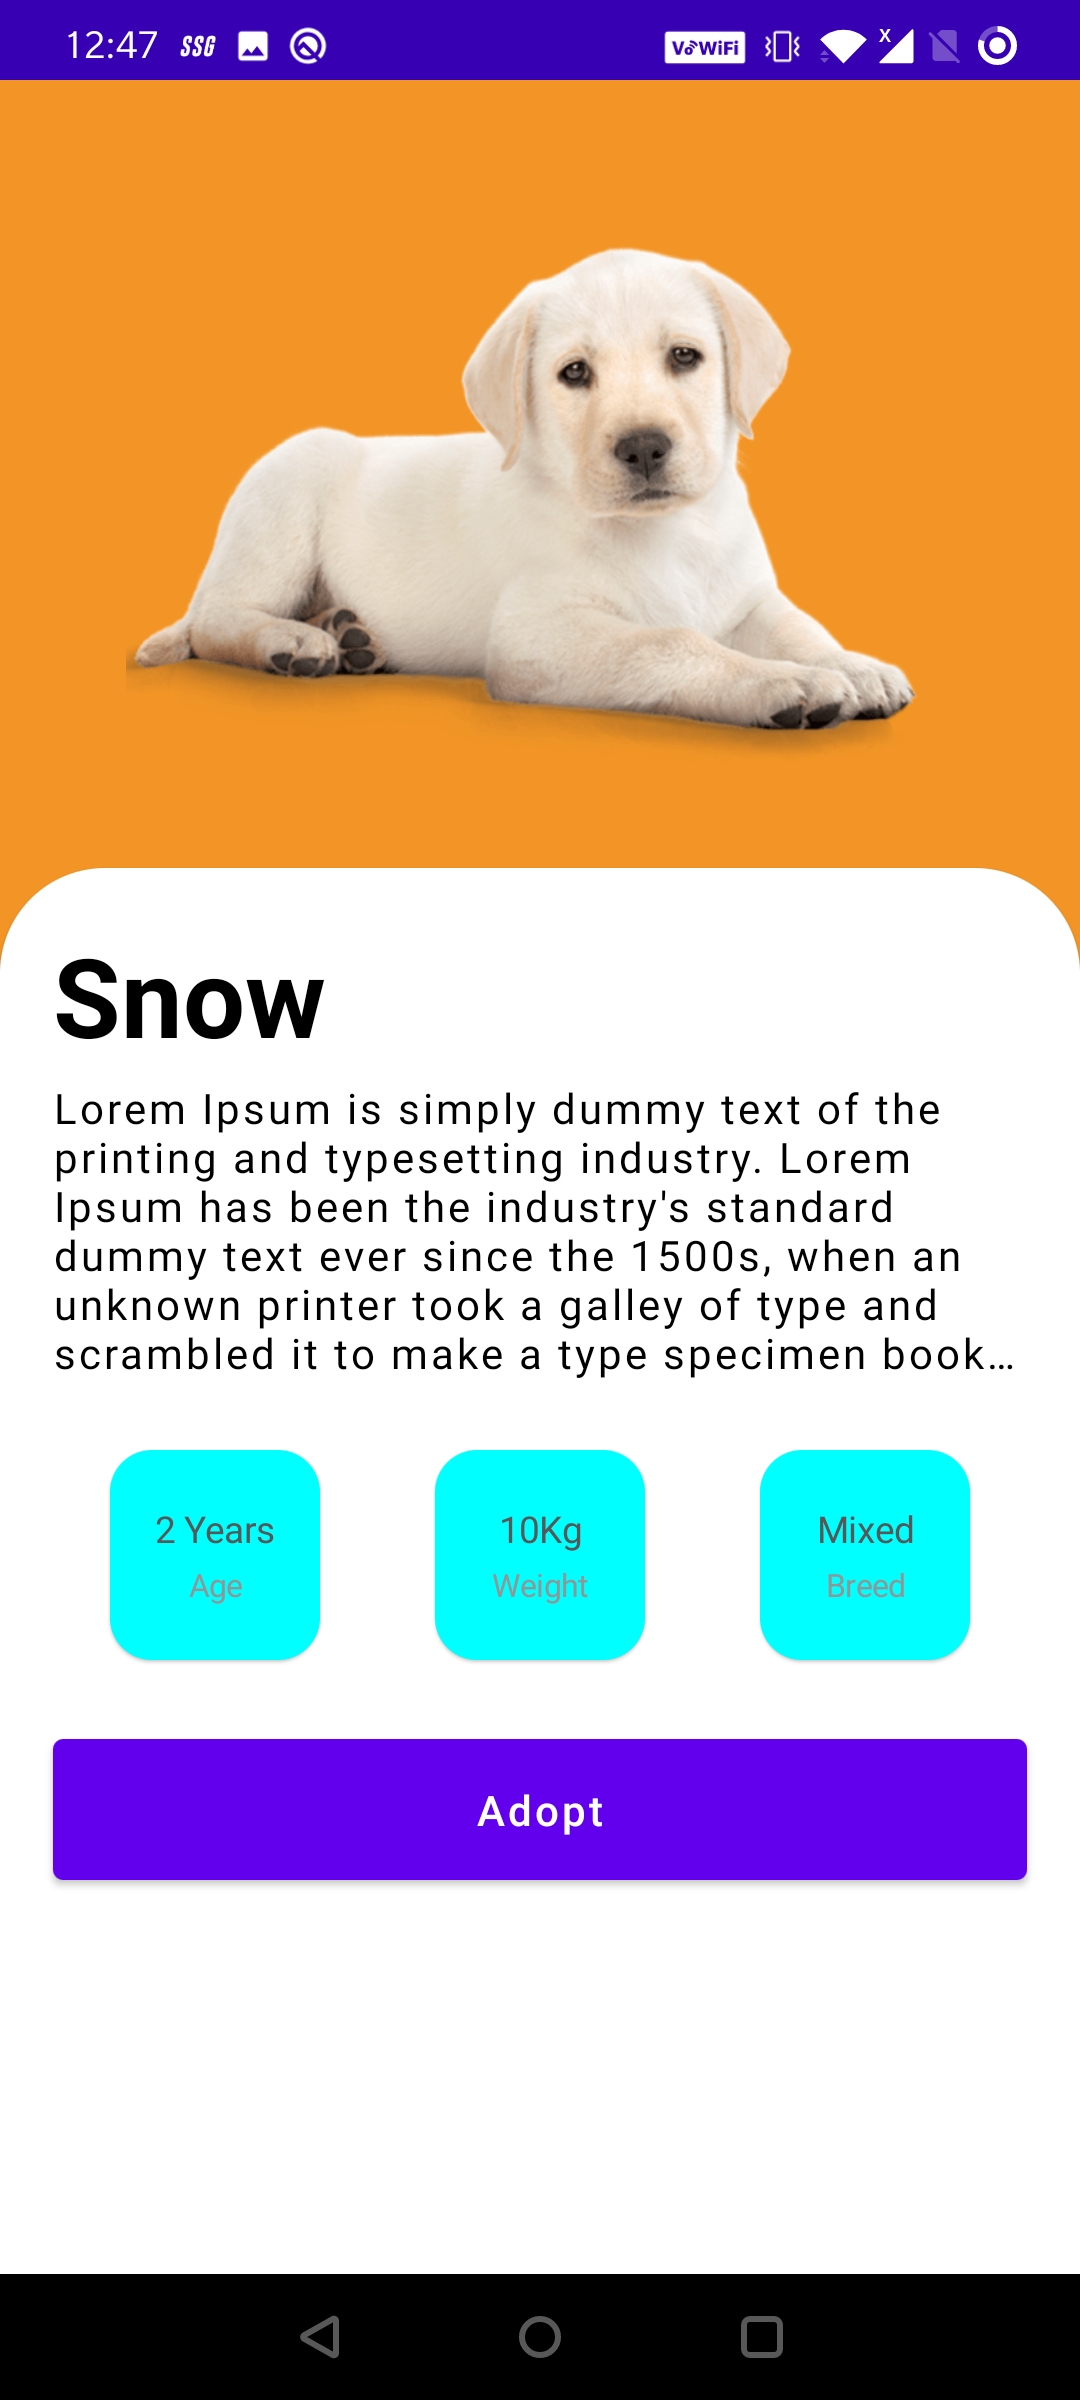 12:47 SSG VoWiFi X
Snow
Lorem Ipsum is simply dummy text of the
printing and typesetting industry. Lorem
Ipsum has been the industry's standard
dummy text ever since the 1500s, when an
unknown printer took a galley of type and
scrambled it to make a type specimen book…
2 Years 10Kg Mixed
Age Weight Breed
Adopt